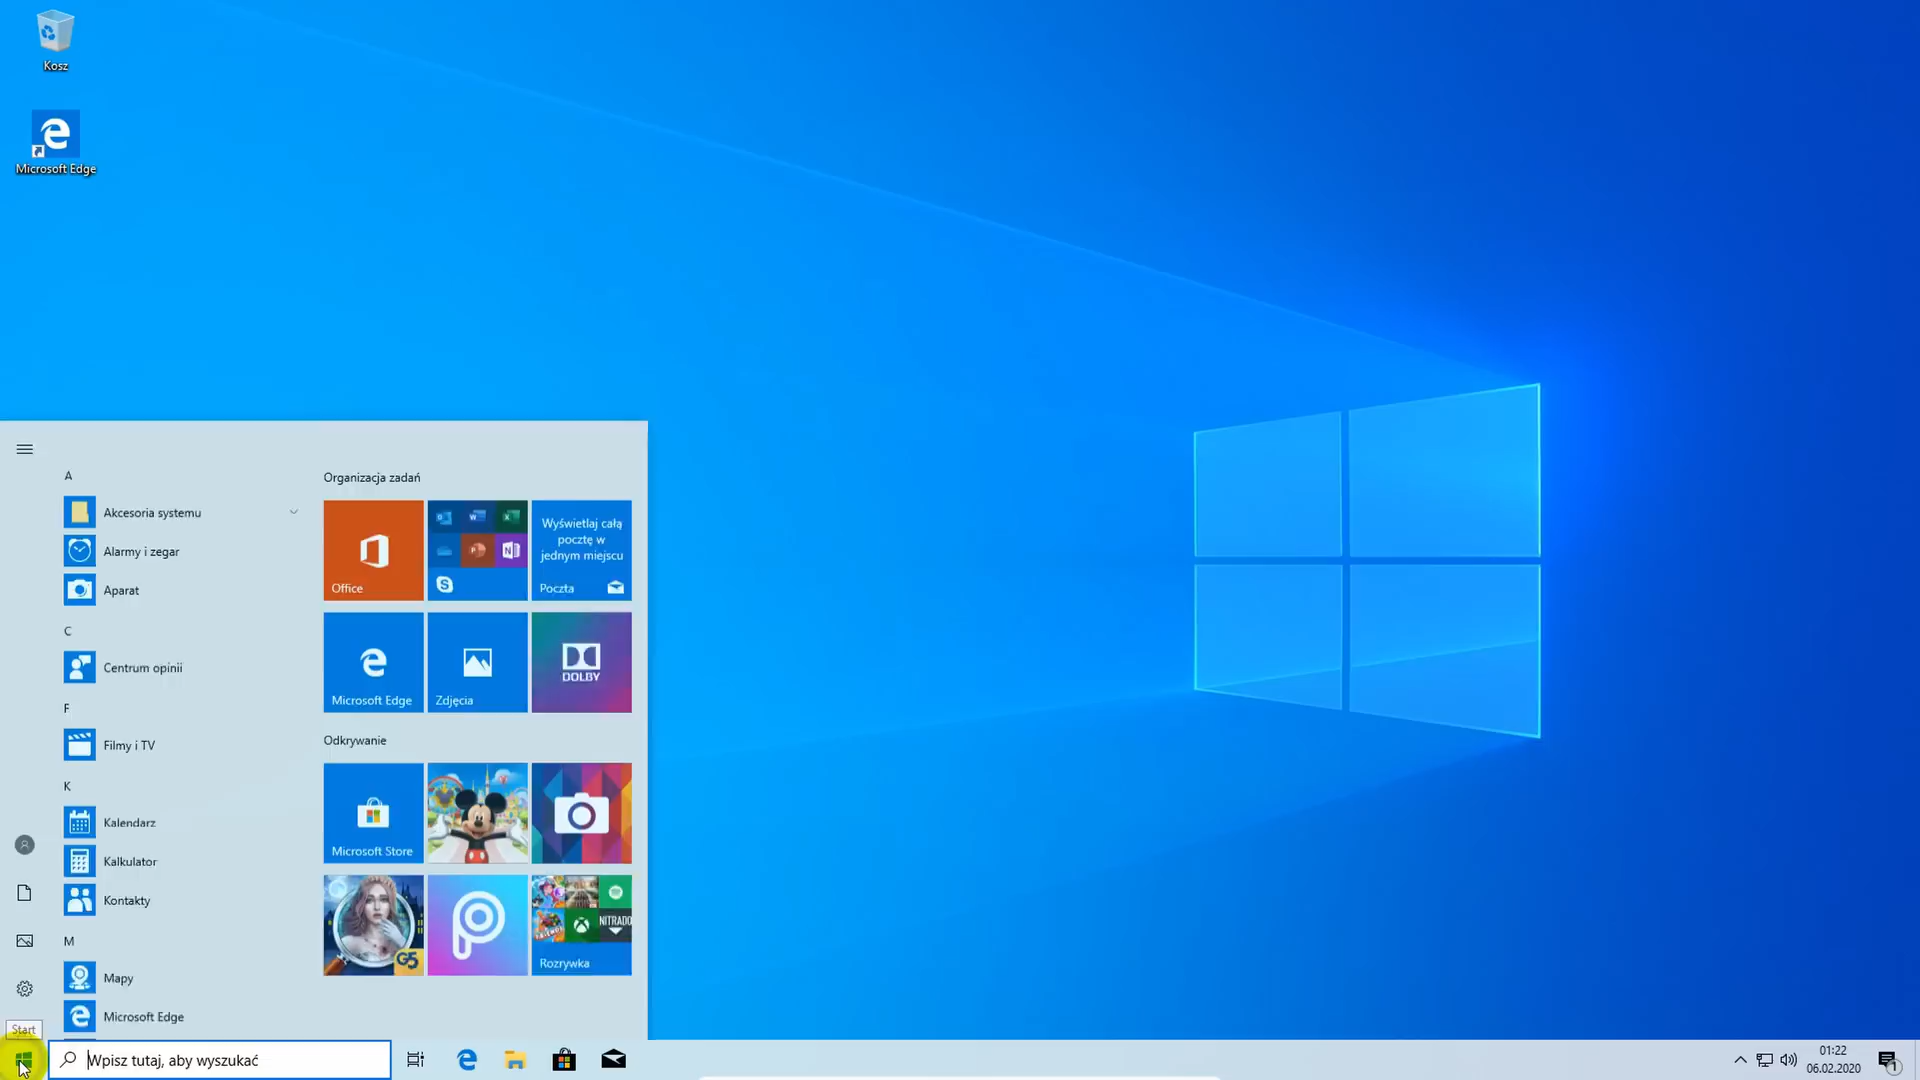 Kosz
Microsoft Edge
A
Akcesoria systemu
Alarmy i zegar
Aparat
C
Centrum opinii
F
Filmy i TV
K
Kalendarz
Kalkulator
Kontakty
M
Mapy
Microsoft Edge
Organizacja zadań
Office
Wyświetlaj całą
pocztę w
jednym miejscu
Poczta
Microsoft Edge
Zdjęcia
DOLBY
Odkrywanie
Microsoft Store
G5
NITRADO
Rozrywka
Start
Wpisz tutaj, aby wyszukać
01:22
06.02.2020
1